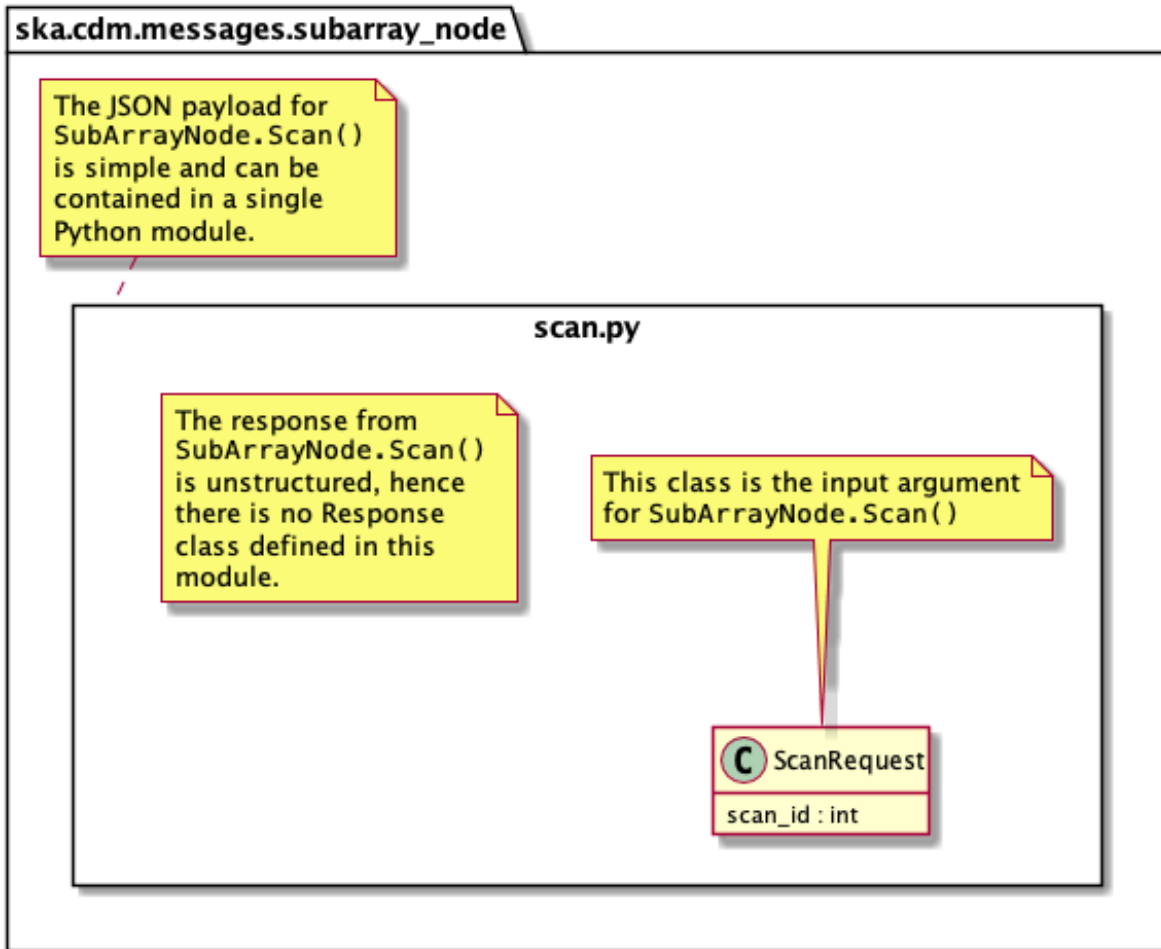 ska.cdm.messages.subarray_node
The JSON payload for
SubArrayNode.Scan()
is simple and can be
contained in a single
Python module.
scan.py
The response from
SubArrayNode.Scan()
is unstructured, hence
there is no Response
class defined in this
module.
This class is the input argument
for SubArrayNode.Scan()
C ScanRequest
scan_id : int